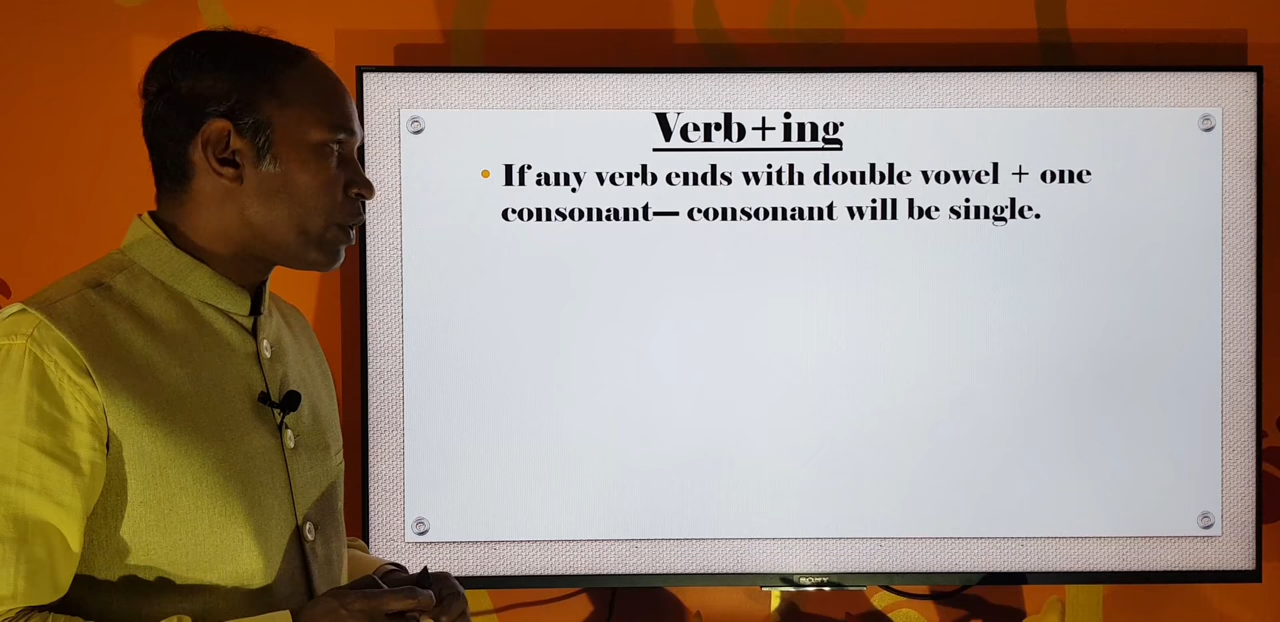 Verb+ing
• If any verb ends with double vowel + one
consonant— consonant will be single.
SONY